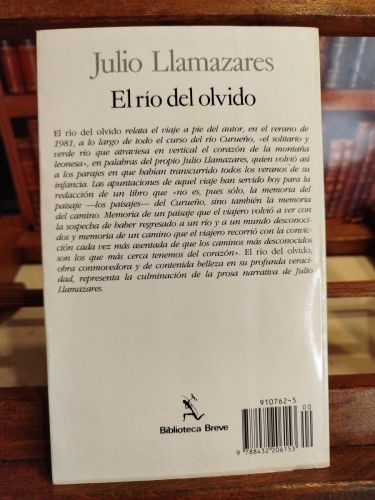 Julio Llamazares
El río del olvido
El río del olvido relata el viaje a pie del autor, en el verano de
1981, a lo largo de todo el curso del río Curueño, «el solitario y
verde río que atraviesa en vertical el corazón de la montaña
leonesa», en palabras del propio Julio Llamazares, quien volvió así
a los parajes en que habían transcurrido todos los veranos de su
infancia. Las apuntaciones de aquel viaje han servido hoy para la
redacción de un libro que «no es, pues sólo, la memoria del
paisaje —los paisajes— del Curueño, sino también la memoria
del camino. Memoria de un paisaje que el viajero volvió a ver con
la sospecha de haber regresado a un río y a un mundo desconoci-
dos y memoria de un camino que el viajero recorrió con la convic-
ción cada vez más asentada de que los caminos más desconocidos
son los que más cerca tenemos del corazón». El río del olvido,
obra conmovedora y de contenida belleza en su profunda veraci-
dad, representa la culminación de la prosa narrativa de Julio
Llamazares.
Biblioteca Breve
910762-5
00
9 788432 206153